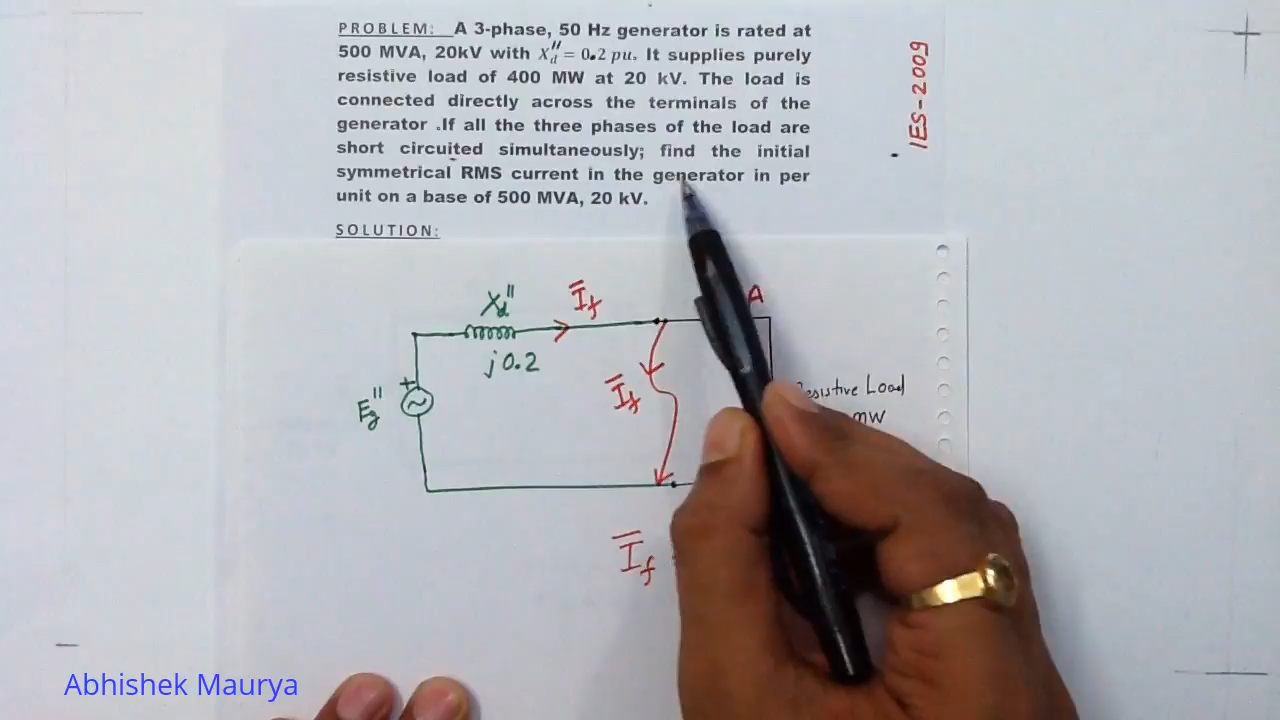 PROBLEM: A 3-phase, 50 Hz generator is rated at
500 MVA, 20kV with X''d = 0.2 pu. It supplies purely
resistive load of 400 MW at 20 kV. The load is
connected directly across the terminals of the
generator .If all the three phases of the load are
short circuited simultaneously; find the initial
symmetrical RMS current in the generator in per
unit on a base of 500 MVA, 20 kV.
IES-2009
SOLUTION:
Xd''
If
A
j0.2
If
Eg''
Load
MW
If
Abhishek Maurya